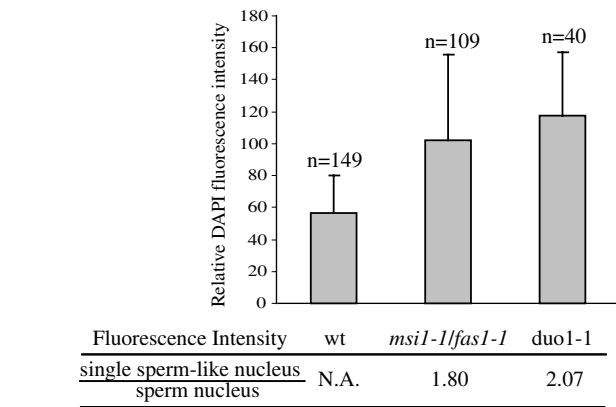 180
160
140
120
100
80
60
40
20
0
Relative DAPI fluorescence intensity
n=149
n=109
n=40
Fluorescence Intensity wt msi1-1/fas1-1 duo1-1
single sperm-like nucleus
sperm nucleus
N.A. 1.80 2.07